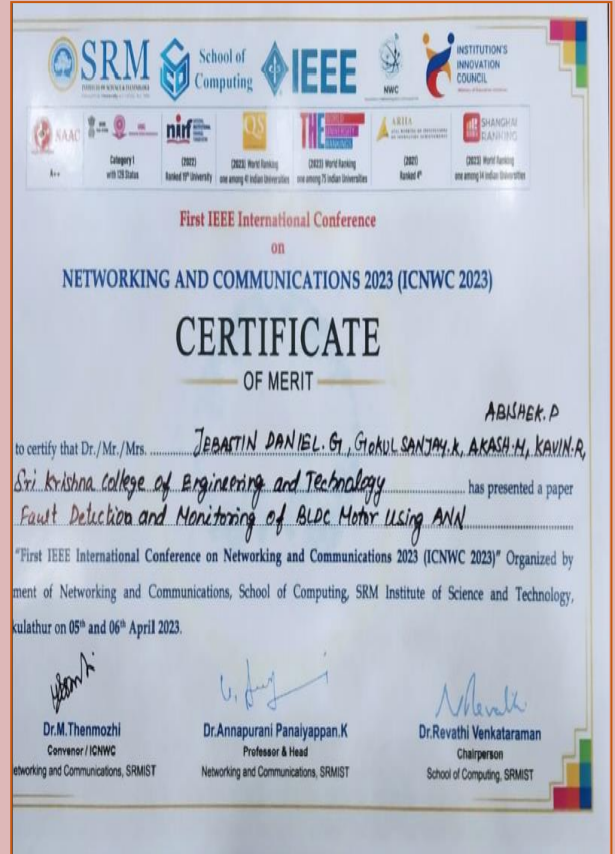 SRM
School of
Computing
IEEE
NWC
INSTITUTION'S
INNOVATION
COUNCIL
NAAC
A++
Category I
with 12B Status
nirf
(2022)
Ranked 19th University
QS
(2023) World Ranking
one among 41 Indian Universities
THE WORLD
UNIVERSITY
RANKINGS
(2023) World Ranking
one among 75 Indian Universities
ARIIA
(2021)
Ranked 4th
SHANGHAI
RANKING
(2022) World Ranking
one among 14 Indian Universities
First IEEE International Conference
on
NETWORKING AND COMMUNICATIONS 2023 (ICNWC 2023)
CERTIFICATE
OF MERIT
ABISHEK.P
to certify that Dr./Mr./Mrs. JEBASTIN DANIEL.G, GOKUL SANJAY.K, AKASH.M, KAVIN.R,
Sri Krishna College of Engineering and Technology has presented a paper
Fault Detection and Monitoring of BLDC Motor Using ANN
"First IEEE International Conference on Networking and Communications 2023 (ICNWC 2023)" Organized by
ment of Networking and Communications, School of Computing, SRM Institute of Science and Technology,
kulathur on 05th and 06th April 2023.
Dr.M.Thenmozhi
Convenor / ICNWC
etworking and Communications, SRMIST
Dr.Annapurani Panaiyappan.K
Professor & Head
Networking and Communications, SRMIST
N Revathi
Dr.Revathi Venkataraman
Chairperson
School of Computing, SRMIST